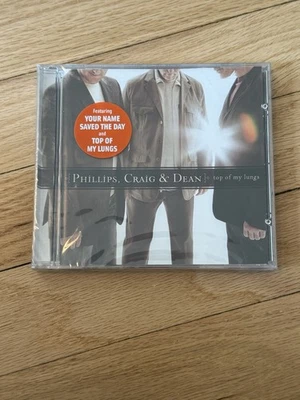 Featuring
YOUR NAME
SAVED THE DAY
and
TOP OF
MY LUNGS
PHILLIPS, CRAIG & DEAN top of my lungs